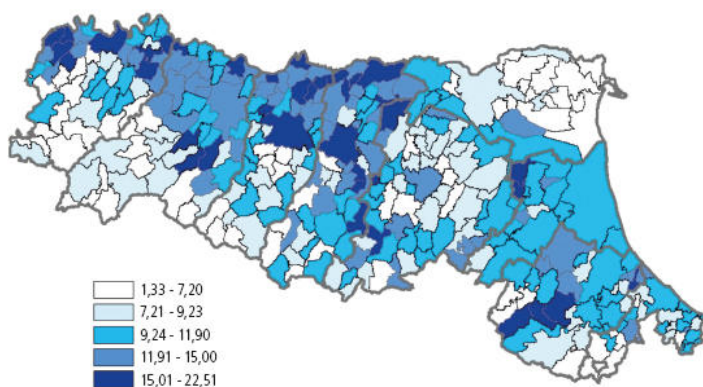 1,33 - 7,20
7,21 - 9,23
9,24 - 11,90
11,91 - 15,00
15,01 - 22,51